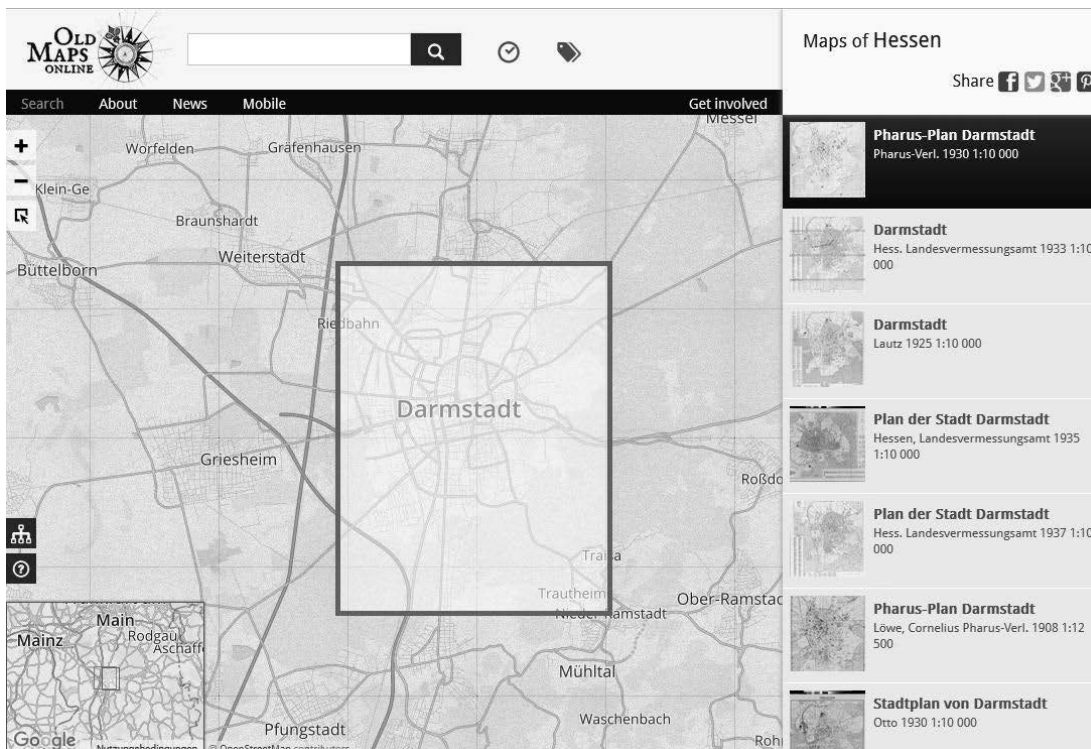 OLD
MAPS
ONLINE
Search
About
News
Mobile
Get involved
Maps of Hessen
Share
Pharus-Plan Darmstadt
Pharus-Verl. 1930 1:10 000
Darmstadt
Hess. Landesvermessungsamt 1933 1:10
000
Darmstadt
Lautz 1925 1:10 000
Plan der Stadt Darmstadt
Hessen, Landesvermessungsamt 1935
1:10 000
Plan der Stadt Darmstadt
Hess. Landesvermessungsamt 1937 1:10
000
Pharus-Plan Darmstadt
Löwe, Cornelius Pharus-Verl. 1908 1:12
500
Stadtplan von Darmstadt
Otto 1930 1:10 000
Messel
Worfelden
Gräfenhausen
Klein-Ge
Braunshardt
Weiterstadt
Büttelborn
Riedbahn
Darmstadt
Griesheim
Roßdo
Traisa
Trautheim
Nieder-Ramstadt
Ober-Ramstad
Mühltal
Waschenbach
Pfungstadt
Roh
Main
Mainz
Rodgau
Aschaffe
Google
Nutzungsbedingungen
© OpenStreetMap contributors